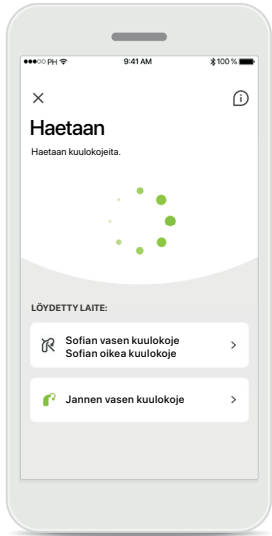 PH 9:41 AM 100 %
Haetaan
Haetaan kuulokojeita.
LÖYDETTY LAITE:
Sofian vasen kuulokoje
Sofian oikea kuulokoje
Jannen vasen kuulokoje